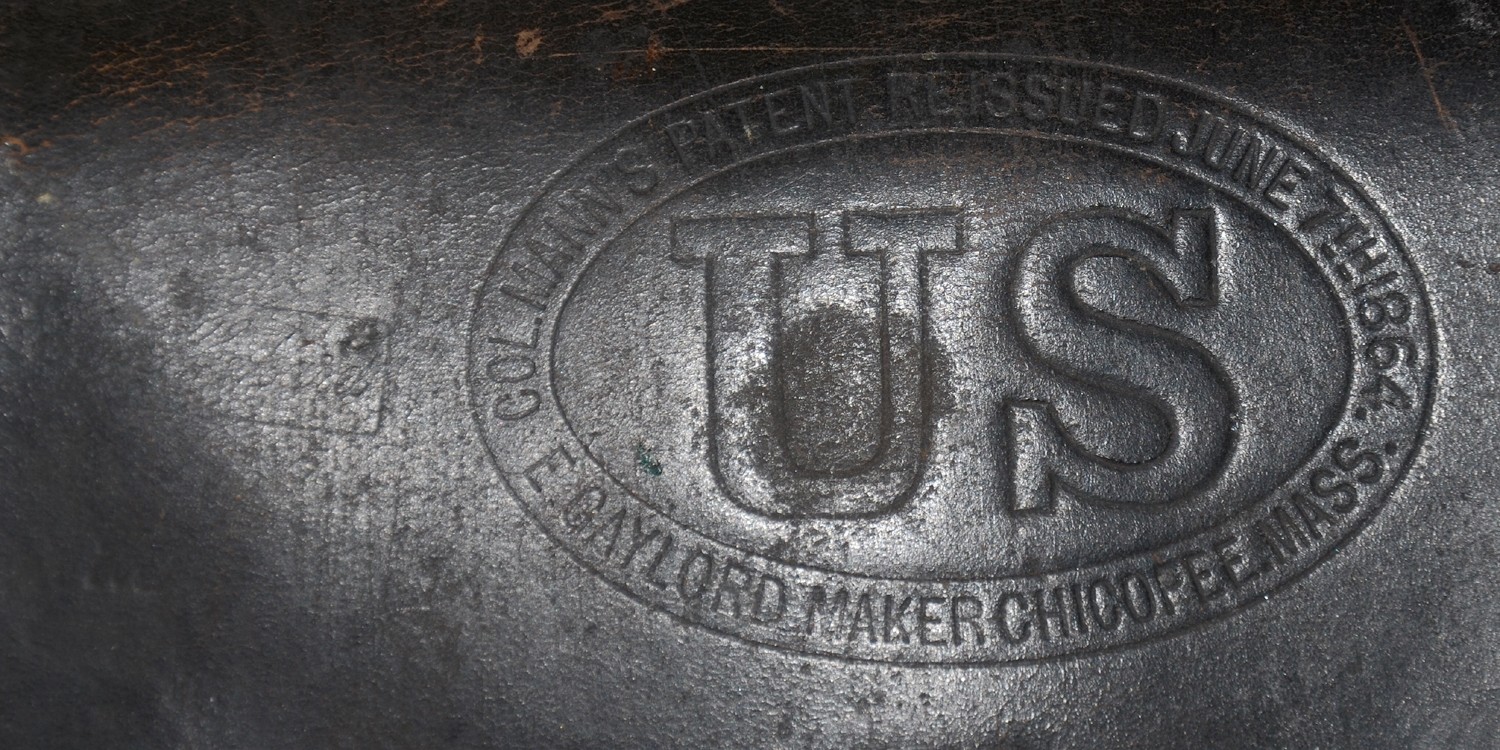 COL. MANN'S PATENT REISSUED JUNE 7TH 1864.
US
E. GAYLORD MAKER CHICOPEE. MASS.